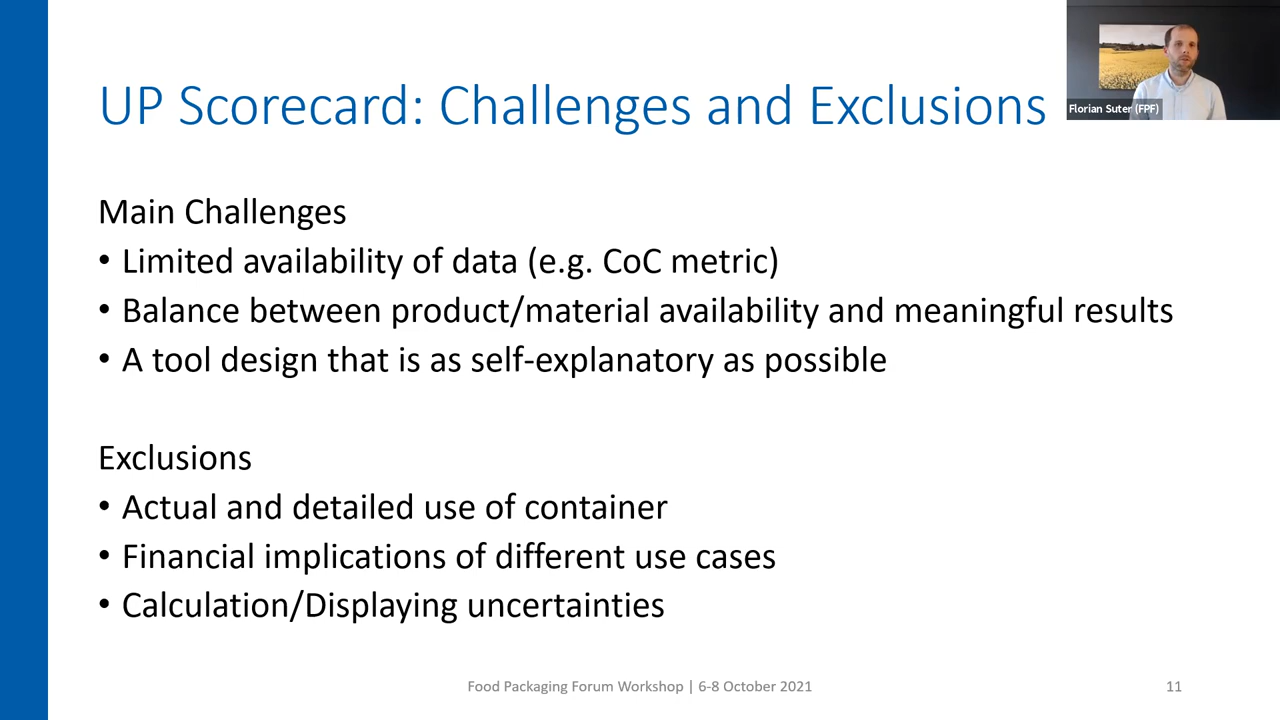 UP Scorecard: Challenges and Exclusions
Florian Suter (FPF)
Main Challenges
• Limited availability of data (e.g. CoC metric)
• Balance between product/material availability and meaningful results
• A tool design that is as self-explanatory as possible
Exclusions
• Actual and detailed use of container
• Financial implications of different use cases
• Calculation/Displaying uncertainties
Food Packaging Forum Workshop | 6-8 October 2021
11